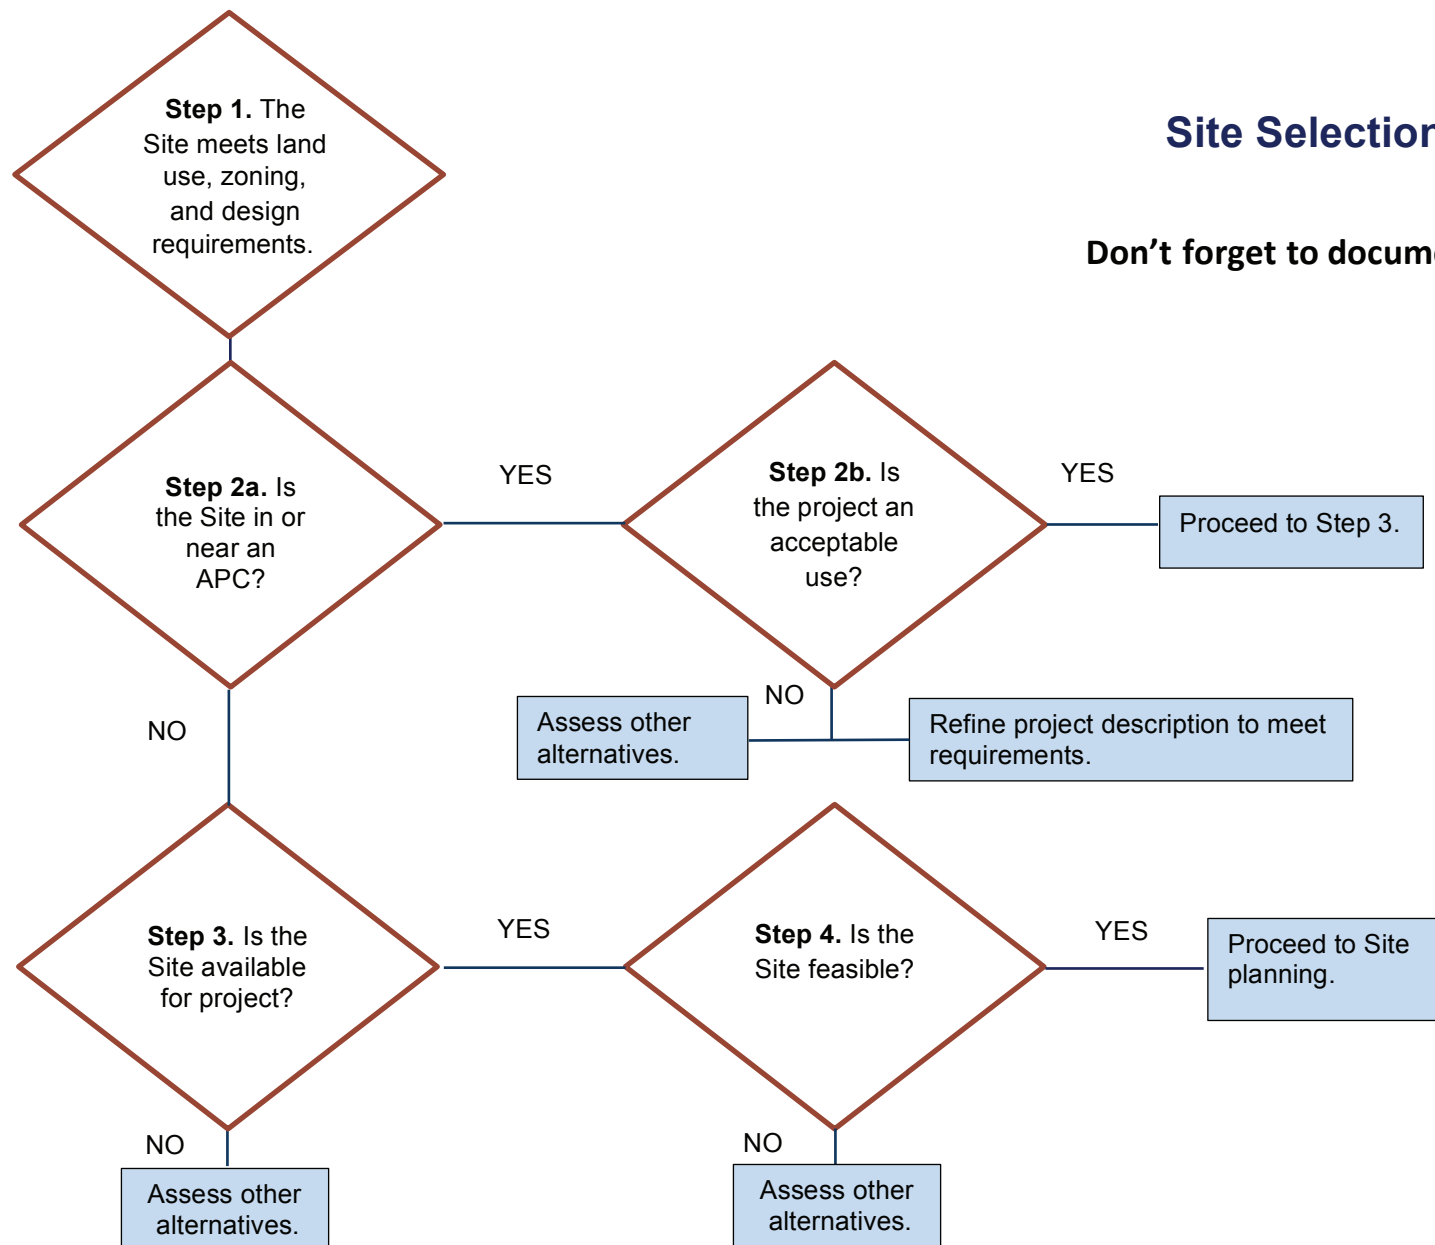 Step 1. The
Site meets land
use, zoning,
and design
requirements.
Site Selection
Don’t forget to
Step 2a. Is
the Site in or
near an
APC?
YES
Step 2b. Is
the project an
acceptable
use?
YES
Proceed to Step 3.
NO
NO
Assess other
alternatives.
Refine project description to meet
requirements.
Step 3. Is the
Site available
for project?
YES
Step 4. Is the
Site feasible?
YES
Proceed to Site
planning.
NO
Assess other
alternatives.
NO
Assess other
alternatives.